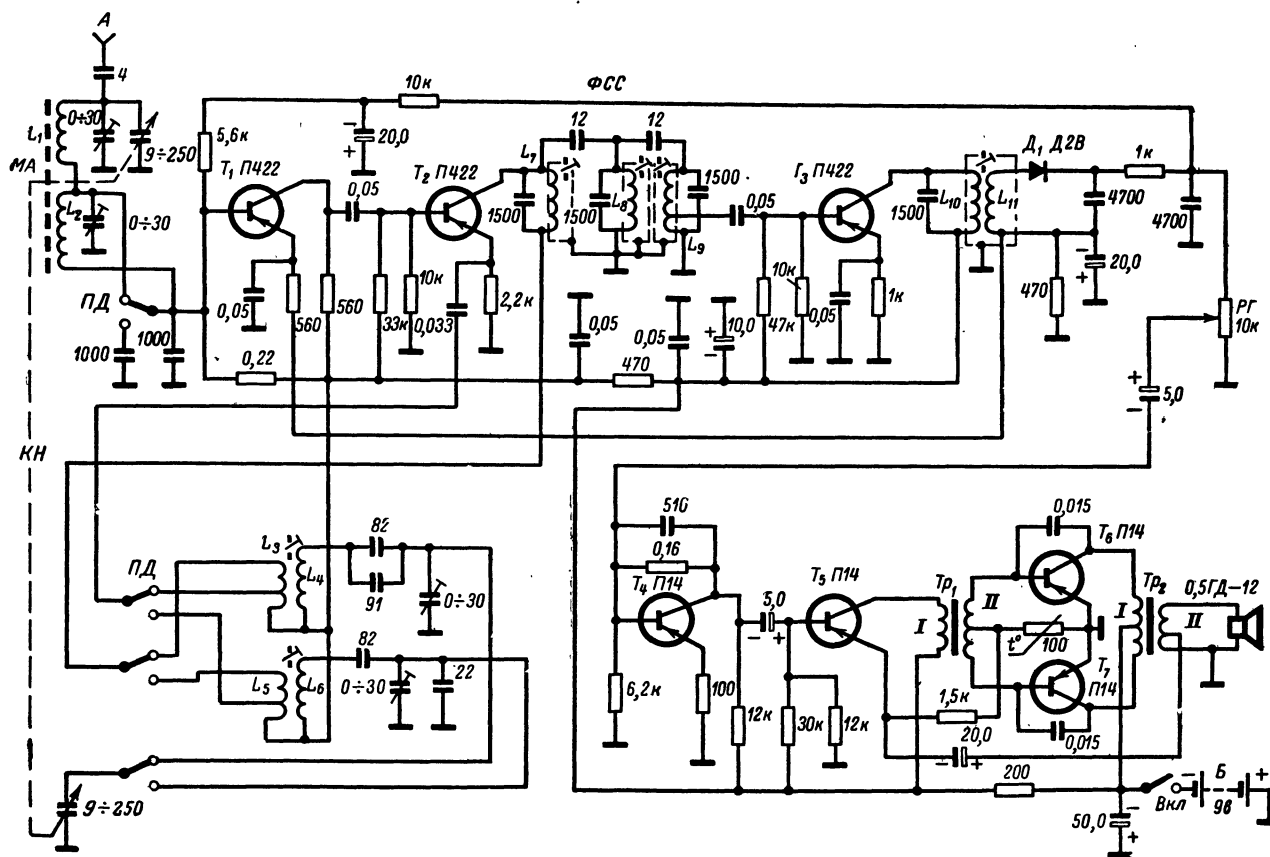 А
4
10к
ФСС
0÷30
L1
9÷250
5,6к
20,0
12
12
L7
МА
T1 П422
T2 П422
Г3 П422
Д1 Д2В
1к
0,05
1500
1500
L8
1500
0,05
1500
L10
L11
4700
4700
L2
0÷30
L9
ПД
0,05
560
560
33к
10к
0,033
2,2к
0,05
0,05
10,0
47к
10к
0,05
1к
470
20,0
РГ
10к
1000
1000
0,22
470
5,0
КН
510
0,16
0,015
82
L3
L4
91
0÷30
ПД
T4 П14
T5 П14
5,0
Тр1
I
II
T6 П14
Тр2
I
II
0,5ГД-12
t°
100
82
L5
L6
0÷30
22
6,2к
100
12к
30к
12к
1,5к
20,0
T7
П14
0,015
200
Вкл
Б
9в
9÷250
50,0